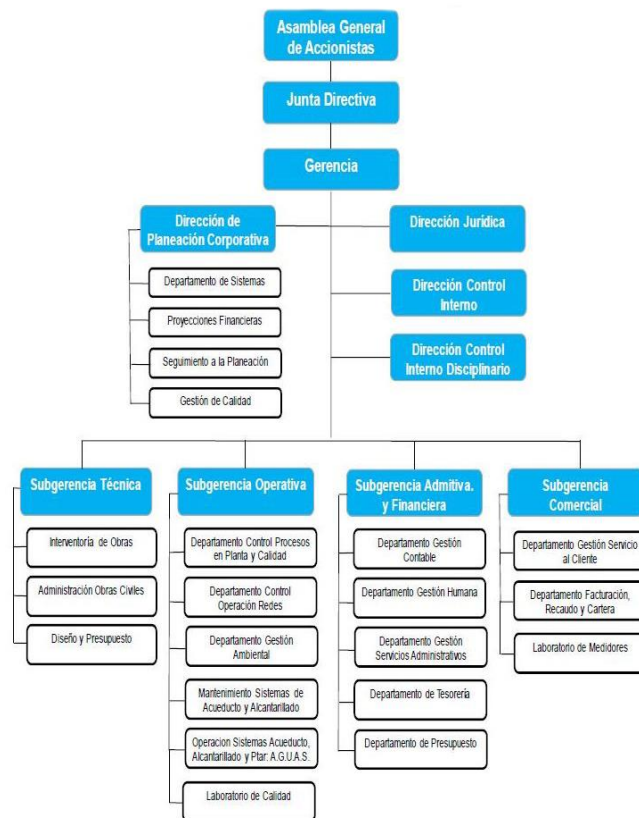 Asamblea General
de Accionistas
Junta Directiva
Gerencia
Dirección de
Planeación Corporativa
Dirección Jurídica
Departamento de Sistemas
Proyecciones Financieras
Seguimiento a la Planeación
Gestión de Calidad
Dirección Control
Interno
Dirección Control
Interno Disciplinario
Subgerencia Técnica
Interventoría de Obras
Administración Obras Civiles
Diseño y Presupuesto
Subgerencia Operativa
Departamento Control Procesos
en Planta y Calidad
Departamento Control
Operación Redes
Departamento Gestión
Ambiental
Mantenimiento Sistemas de
Acueducto y Alcantarillado
Operacion Sistemas Acueducto,
Alcantarillado y Ptar; A.G.U.A.S.
Laboratorio de Calidad
Subgerencia Admitiva.
y Financiera
Departamento Gestión
Contable
Departamento Gestión Humana
Departamento Gestión
Servicios Administrativos
Departamento de Tesorería
Departamento de Presupuesto
Subgerencia
Comercial
Departamento Gestión Servicio
al Cliente
Departamento Facturación,
Recaudo y Cartera
Laboratorio de Medidores